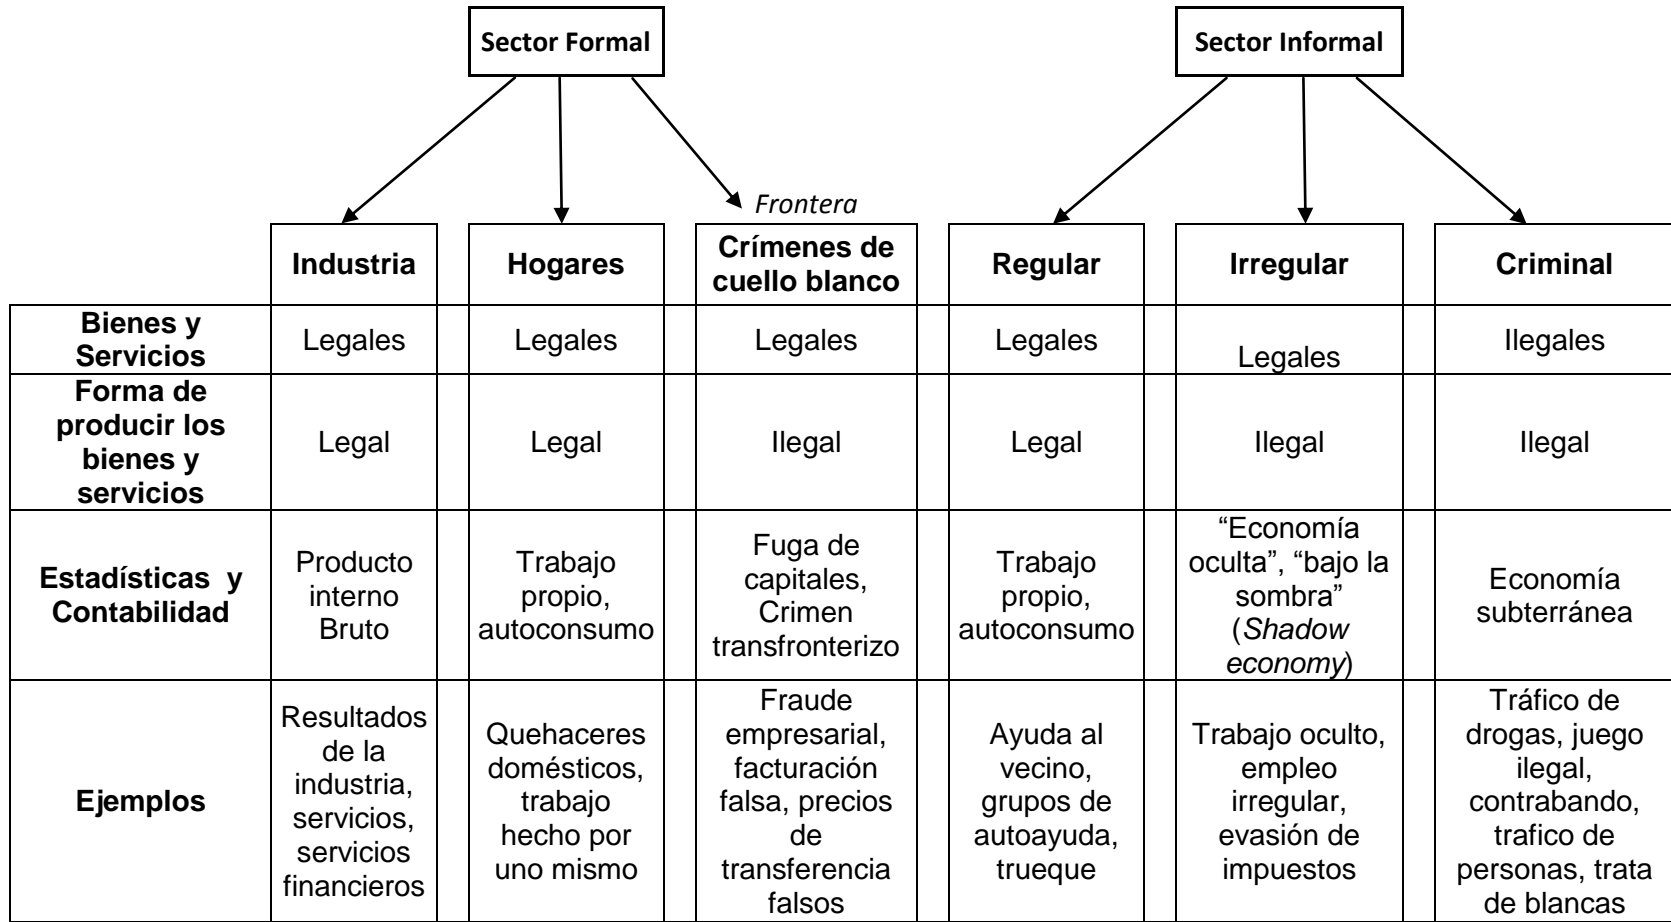 Sector Formal
Sector Informal
Frontera
Industria
Hogares
Crímenes de
cuello blanco
Regular
Irregular
Criminal
Bienes y
Servicios
Legales
Legales
Legales
Legales
Legales
Ilegales
Forma de
producir los
bienes y
servicios
Legal
Legal
Ilegal
Legal
Ilegal
Ilegal
Estadísticas y
Contabilidad
Producto
interno
Bruto
Trabajo
propio,
autoconsumo
Fuga de
capitales,
Crimen
transfronterizo
Trabajo
propio,
autoconsumo
“Economía
oculta”, “bajo la
sombra”
(Shadow
economy)
Economía
subterránea
Ejemplos
Resultados
de la
industria,
servicios,
servicios
financieros
Quehaceres
domésticos,
trabajo
hecho por
uno mismo
Fraude
empresarial,
facturación
falsa, precios
de
transferencia
falsos
Ayuda al
vecino,
grupos de
autoayuda,
trueque
Trabajo oculto,
empleo
irregular,
evasión de
impuestos
Tráfico de
drogas, juego
ilegal,
contrabando,
trafico de
personas, trata
de blancas